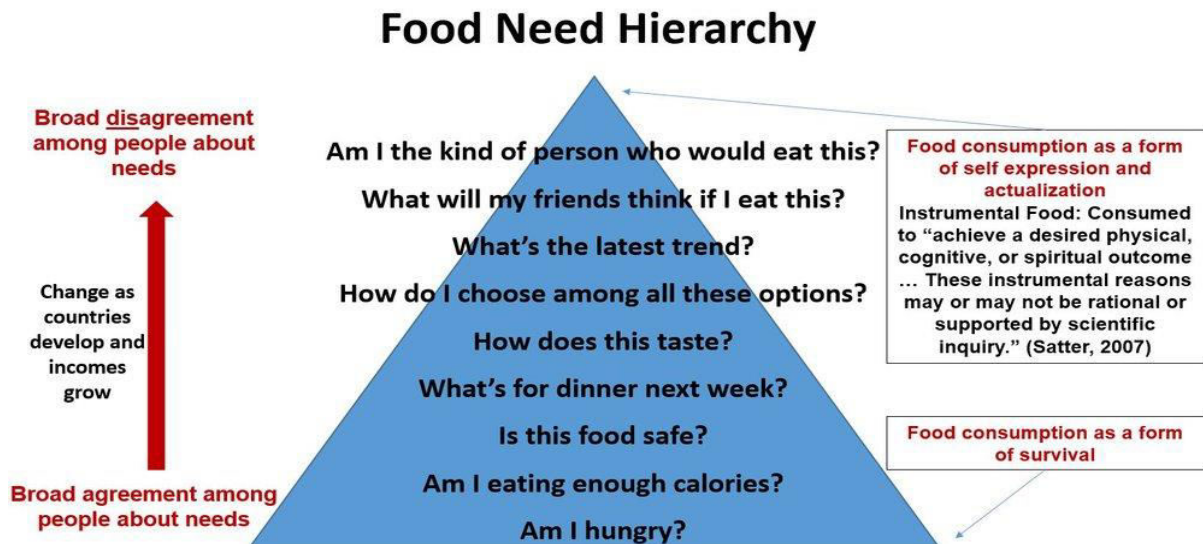 Food Need Hierarchy
Broad disagreement
among people about
needs
Change as
countries
develop and
incomes
grow
Broad agreement among
people about needs
Am I the kind of person who would eat this?
What will my friends think if I eat this?
What's the latest trend?
How do I choose among all these options?
How does this taste?
What's for dinner next week?
Is this food safe?
Am I eating enough calories?
Am I hungry?
Food consumption as a form
of self expression and
actualization
Instrumental Food: Consumed
to “achieve a desired physical,
cognitive, or spiritual outcome
… These instrumental reasons
may or may not be rational or
supported by scientific
inquiry.” (Satter, 2007)
Food consumption as a form
of survival